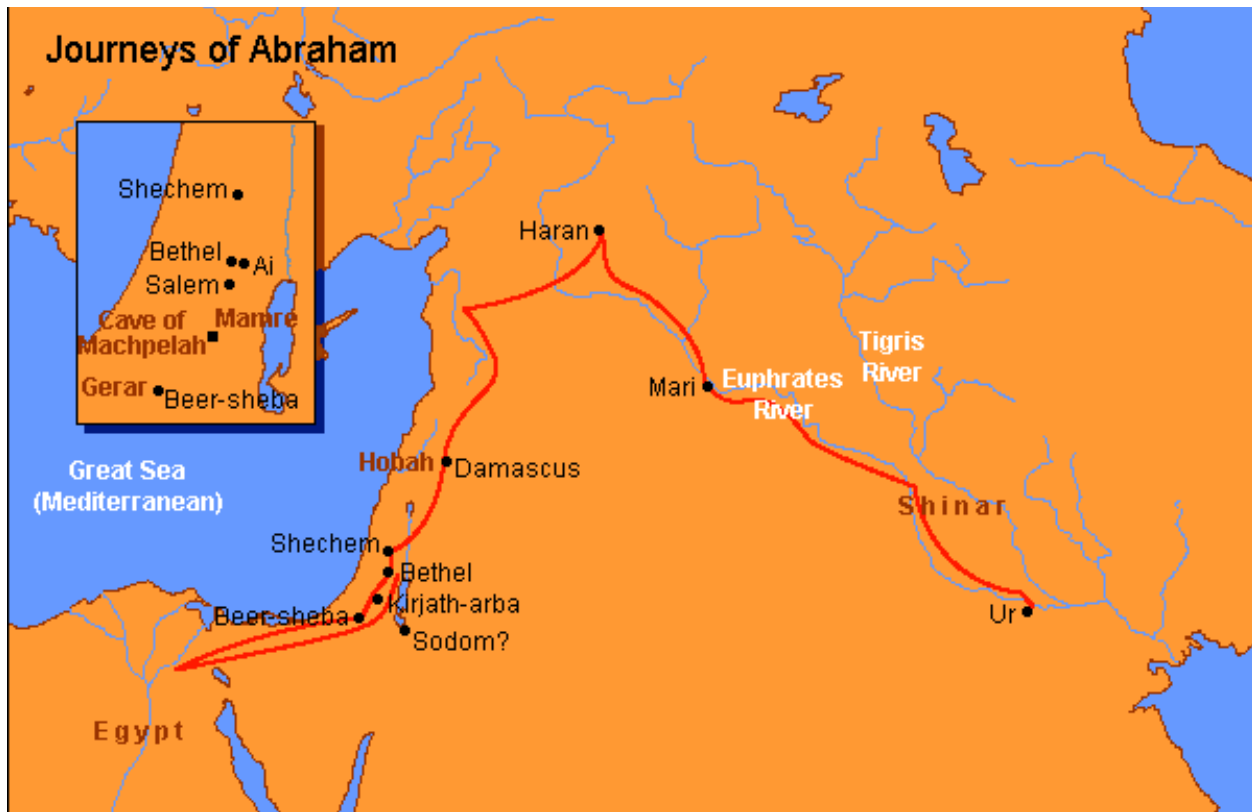 Journeys of Abraham
Shechem
Bethel
Ai
Salem
Cave of
Machpelah
Mamre
Gerar
Beer-sheba
Haran
Mari
Euphrates
River
Tigris
River
Great Sea
(Mediterranean)
Hobah
Damascus
Shinar
Shechem
Bethel
Kirjath-arba
Beer-sheba
Sodom?
Ur
Egypt